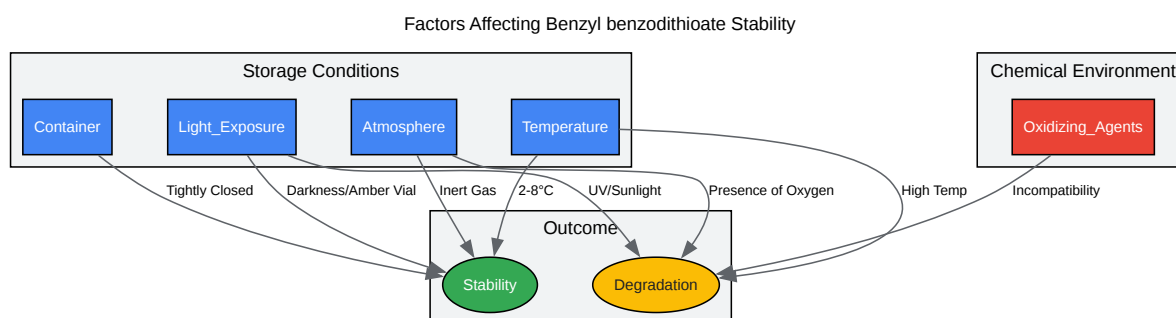 Factors Affecting Benzyl benzodithioate Stability
Storage Conditions
Chemical Environment
Container
Light_Exposure
Atmosphere
Temperature
Oxidizing_Agents
Tightly Closed
Darkness/Amber Vial
Inert Gas
2-8°C
UV/Sunlight
Presence of Oxygen
High Temp
Incompatibility
Outcome
Stability
Degradation